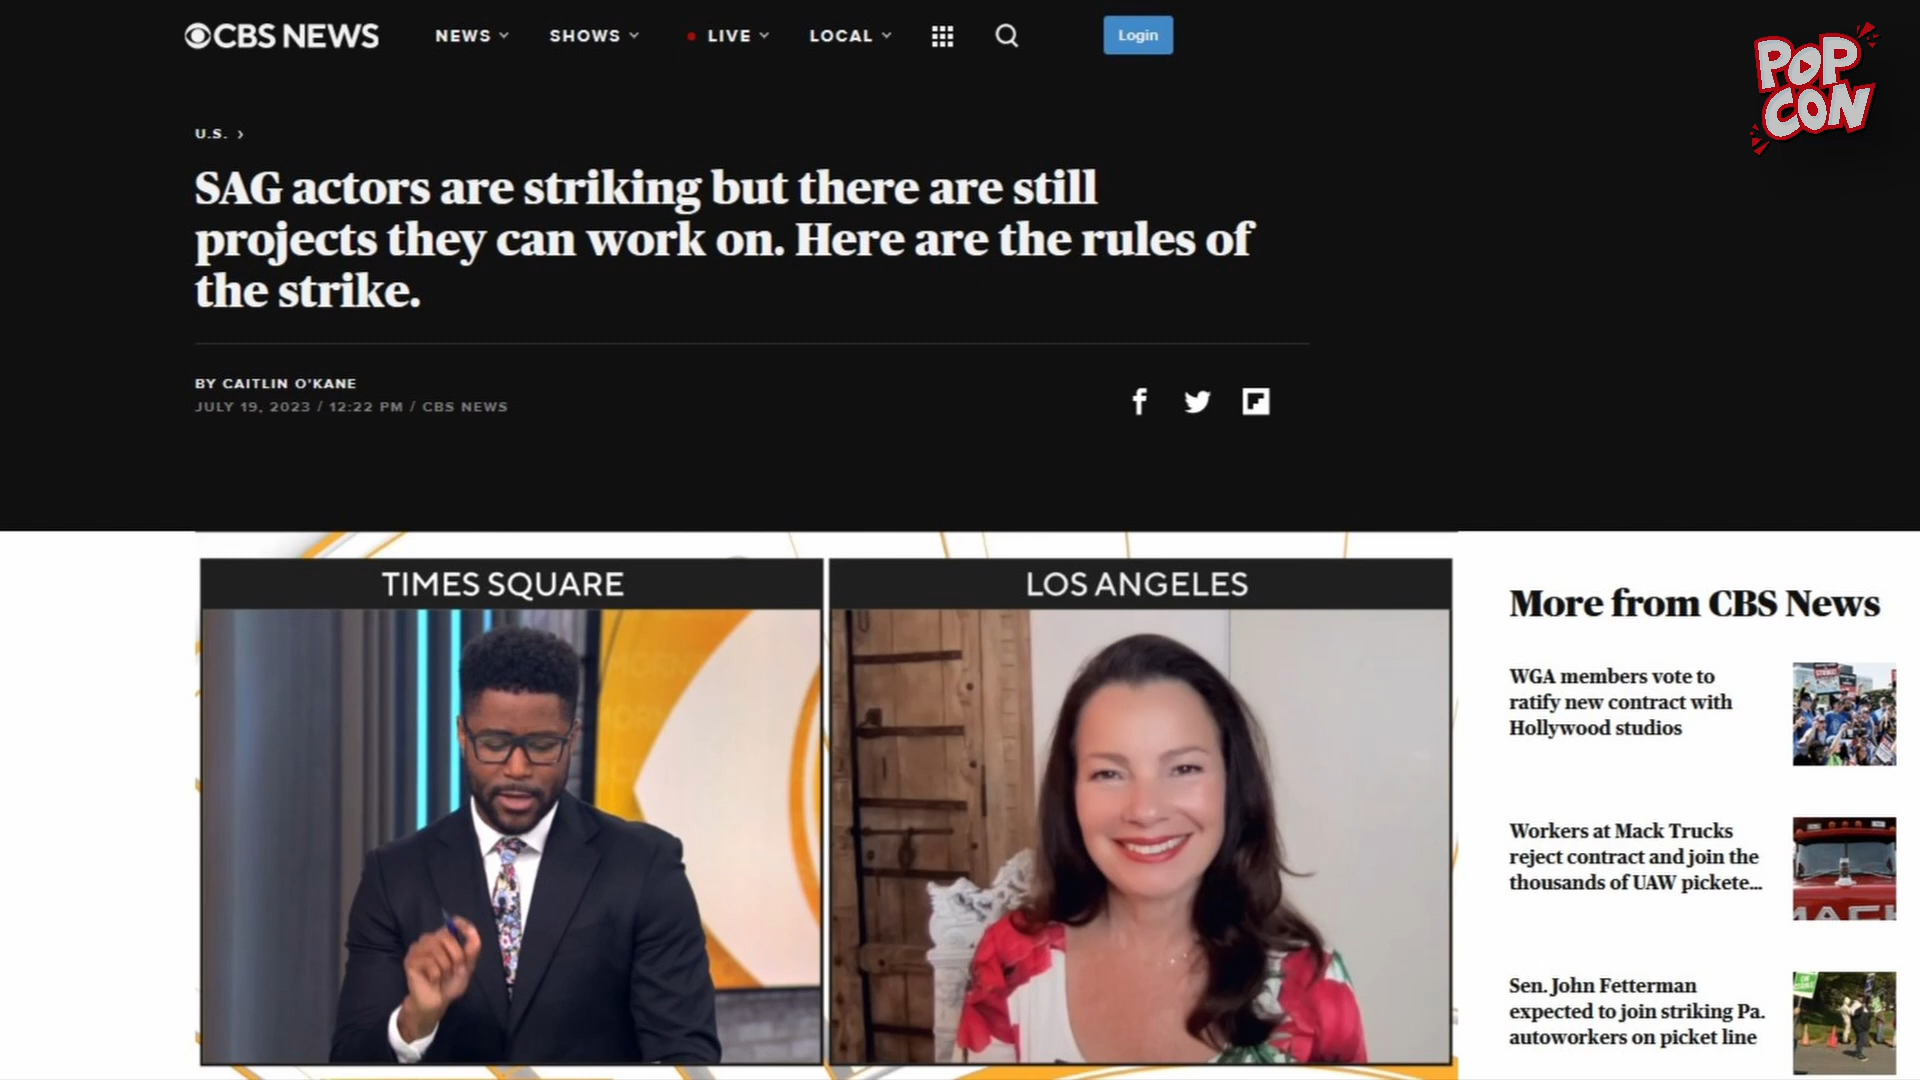 CBS NEWS
NEWS
SHOWS
LIVE
LOCAL
Login
POP
CON
U.S.
SAG actors are striking but there are still
projects they can work on. Here are the rules of
the strike.
BY CAITLIN O'KANE
JULY 19, 2023 / 12:22 PM / CBS NEWS
TIMES SQUARE
LOS ANGELES
More from CBS News
WGA members vote to
ratify new contract with
Hollywood studios
Workers at Mack Trucks
reject contract and join the
thousands of UAW pickete...
MACK
Sen. John Fetterman
expected to join striking Pa.
autoworkers on picket line